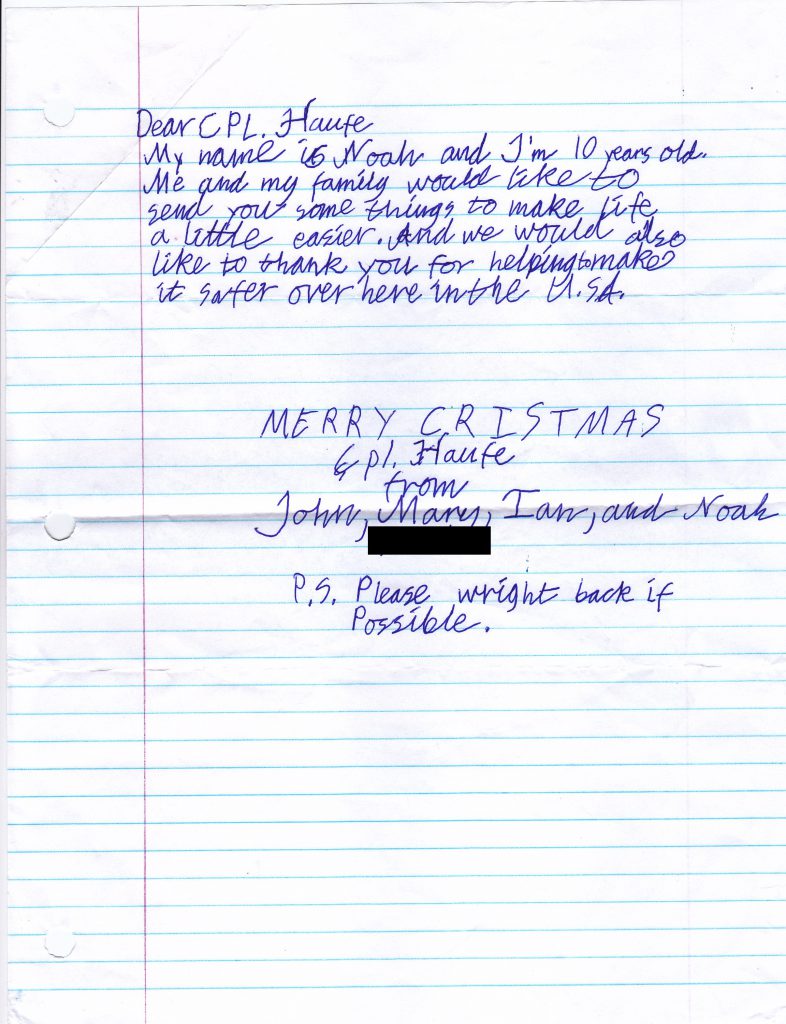 Dear CPL. Haufe
My name is Noah and I'm 10 years old.
Me and my family would like to
send you some things to make life
a little easier. And we would also
like to thank you for helping to make
it safer over here in the U.S.A.
MERRY CRISTMAS
Cpl. Haufe
from
John, Mary, Ian, and Noah
P.S. Please wright back if
Possible.